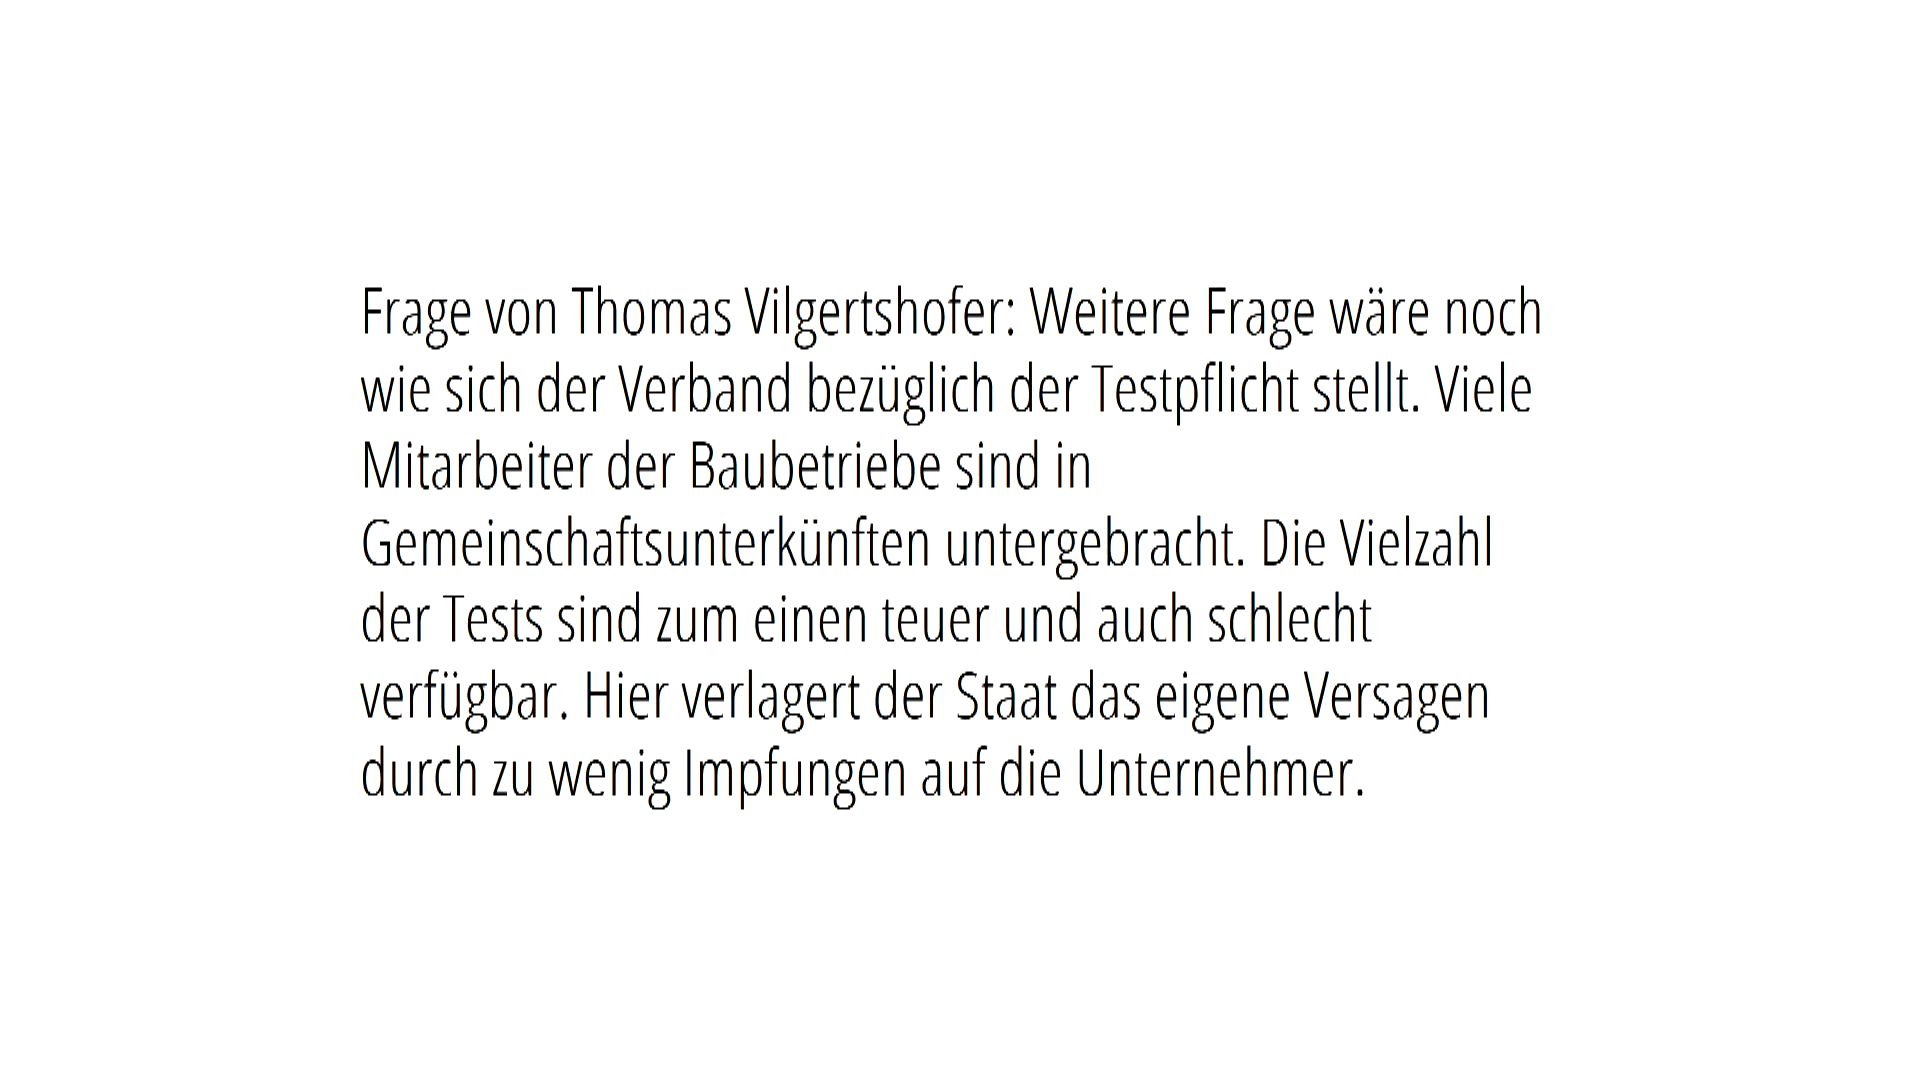 Frage von Thomas Vilgertshofer: Weitere Frage wäre noch
wie sich der Verband bezüglich der Testpflicht stellt. Viele
Mitarbeiter der Baubetriebe sind in
Gemeinschaftsunterkünften untergebracht. Die Vielzahl
der Tests sind zum einen teuer und auch schlecht
verfügbar. Hier verlagert der Staat das eigene Versagen
durch zu wenig Impfungen auf die Unternehmer.